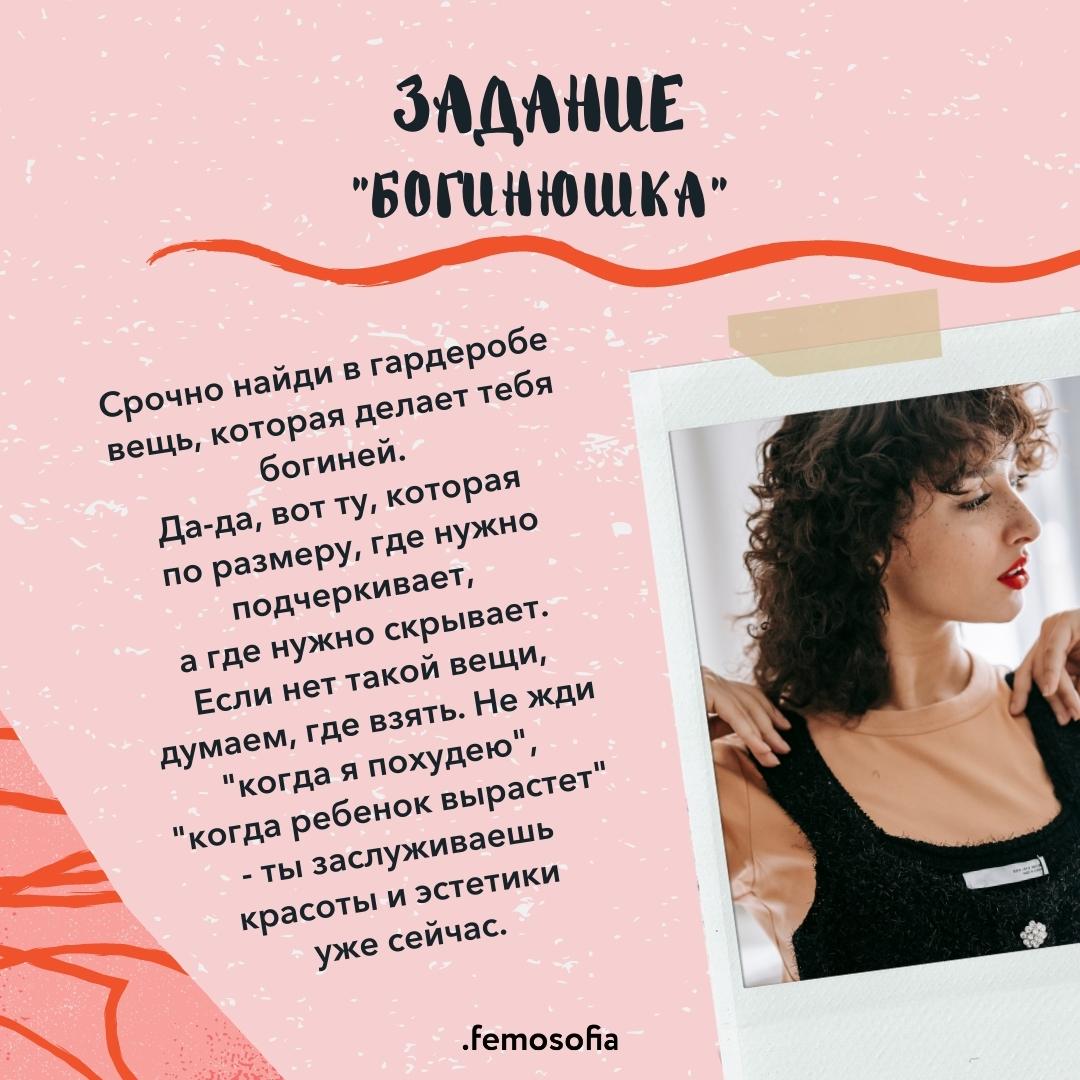 ЗАДАНИЕ
"БОГИНЮШКА"
Срочно найди в гардеробе
вещь, которая делает тебя
богиней.
Да-да, вот ту, которая
по размеру, где нужно
подчеркивает,
а где нужно скрывает.
Если нет такой вещи,
думаем, где взять. Не жди
"когда я похудею",
"когда ребенок вырастет"
- ты заслуживаешь
красоты и эстетики
уже сейчас.
.femosofia